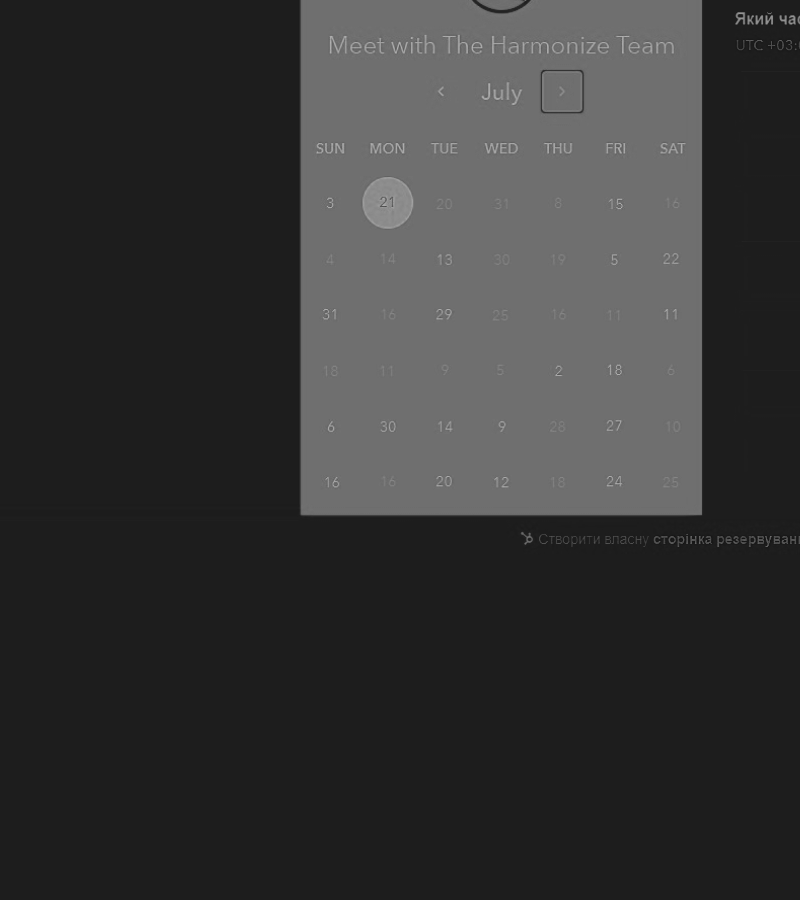 Який час
UTC +03:
Meet with The Harmonize Team
July
SUN MON TUE WED THU FRI SAT
3 21 20 31 8 15 16
4 14 13 30 19 5 22
31 16 29 25 16 11 11
18 11 9 5 2 18 6
6 30 14 9 28 27 10
16 16 20 12 18 24 25
Створити власну сторінка резервуван